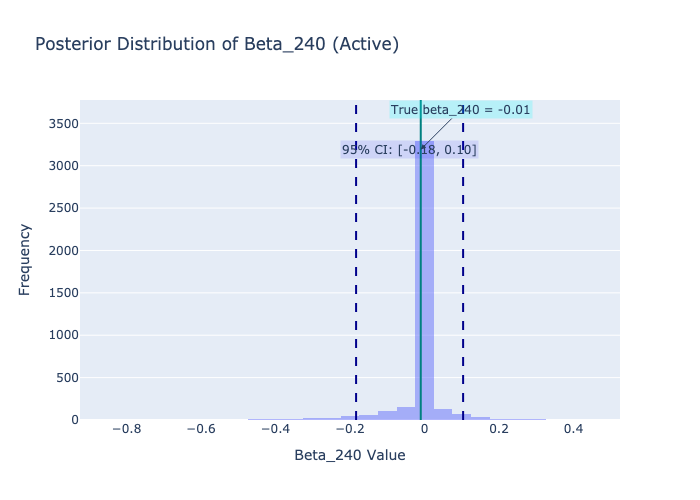 Posterior Distribution of Beta_240 (Active)
True beta_240 = -0.01
95% CI: [-0.18, 0.10]
3500
3000
2500
2000
1500
1000
500
0
Frequency
−0.8 −0.6 −0.4 −0.2 0 0.2 0.4
Beta_240 Value